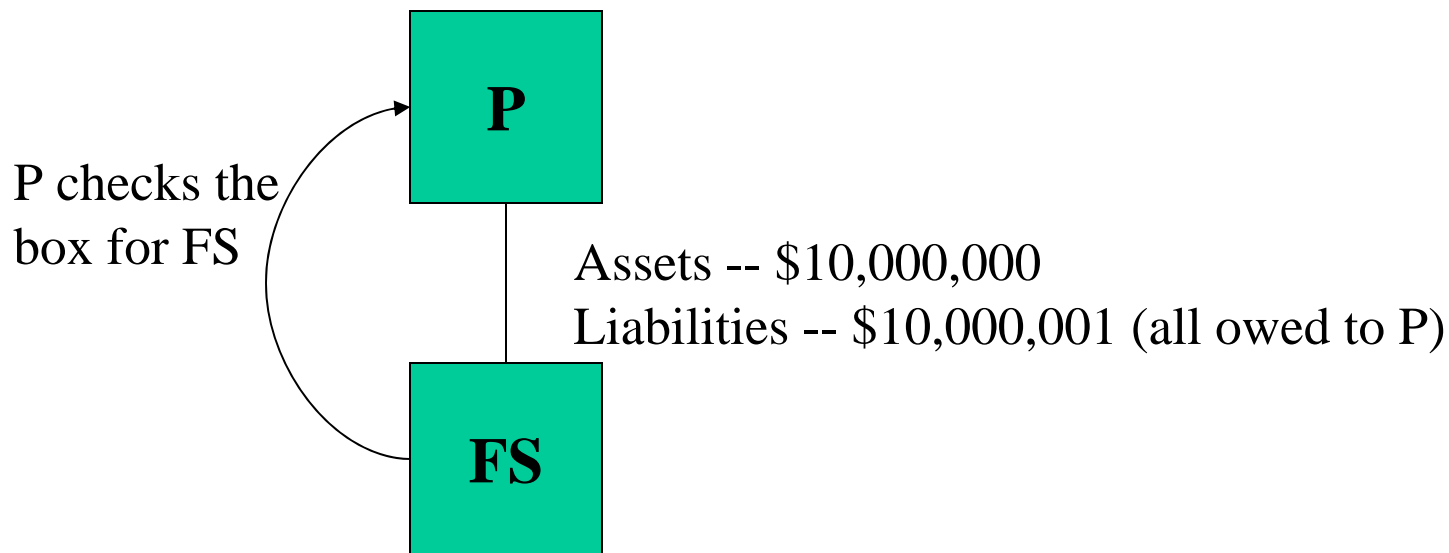 P
P checks the
box for FS
Assets -- $10,000,000
Liabilities -- $10,000,001 (all owed to P)
FS